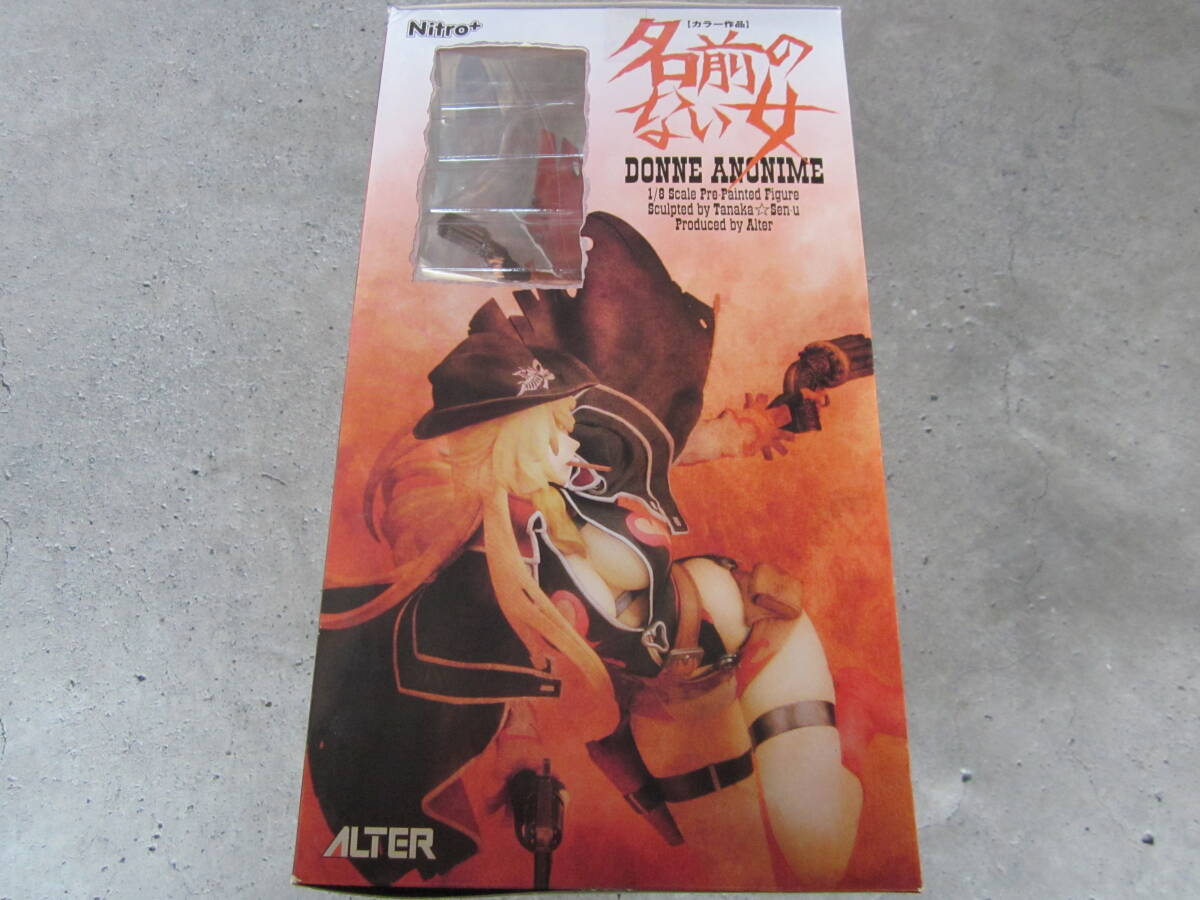 Nitro+
【カラー作品】
名前の
ない女
DONNE ANONIME
1/8 Scale Pre-Painted Figure
Sculpted by Tanaka☆Sen-u
Produced by Alter
ALTER